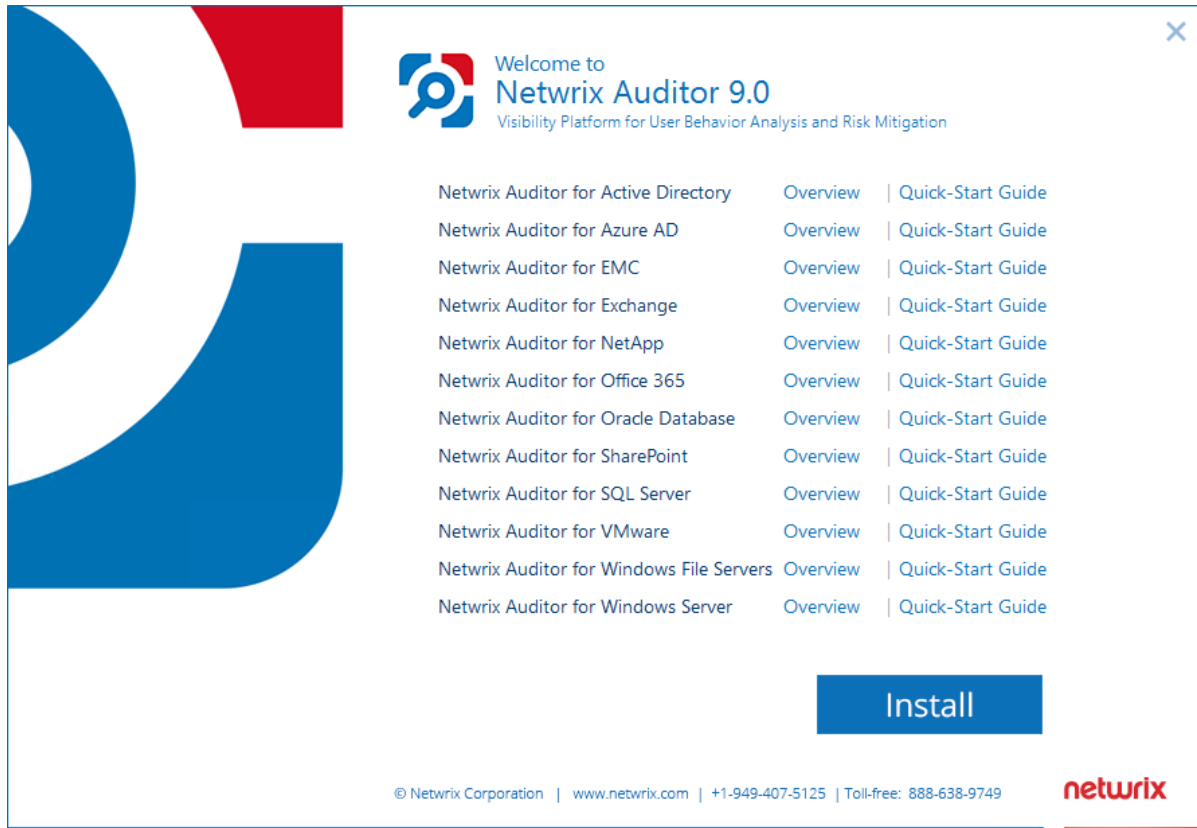 Welcome to
Netwrix Auditor 9.0
Visibility Platform for User Behavior Analysis and Risk Mitigation
Netwrix Auditor for Active Directory Overview | Quick-Start Guide
Netwrix Auditor for Azure AD Overview | Quick-Start Guide
Netwrix Auditor for EMC Overview | Quick-Start Guide
Netwrix Auditor for Exchange Overview | Quick-Start Guide
Netwrix Auditor for NetApp Overview | Quick-Start Guide
Netwrix Auditor for Office 365 Overview | Quick-Start Guide
Netwrix Auditor for Oracle Database Overview | Quick-Start Guide
Netwrix Auditor for SharePoint Overview | Quick-Start Guide
Netwrix Auditor for SQL Server Overview | Quick-Start Guide
Netwrix Auditor for VMware Overview | Quick-Start Guide
Netwrix Auditor for Windows File Servers Overview | Quick-Start Guide
Netwrix Auditor for Windows Server Overview | Quick-Start Guide
Install
© Netwrix Corporation | www.netwrix.com | +1-949-407-5125 | Toll-free: 888-638-9749
netwrix